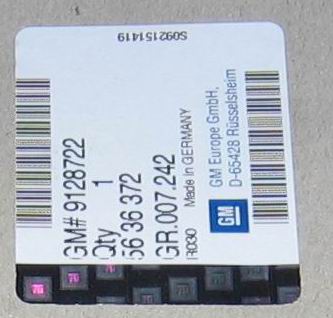 S092151419
GM# 9128722
Qty 1
56 36 372
GR.007.242
RD30 Made in GERMANY
GM Europe GmbH,
D-65428 Rüsselsheim
GM